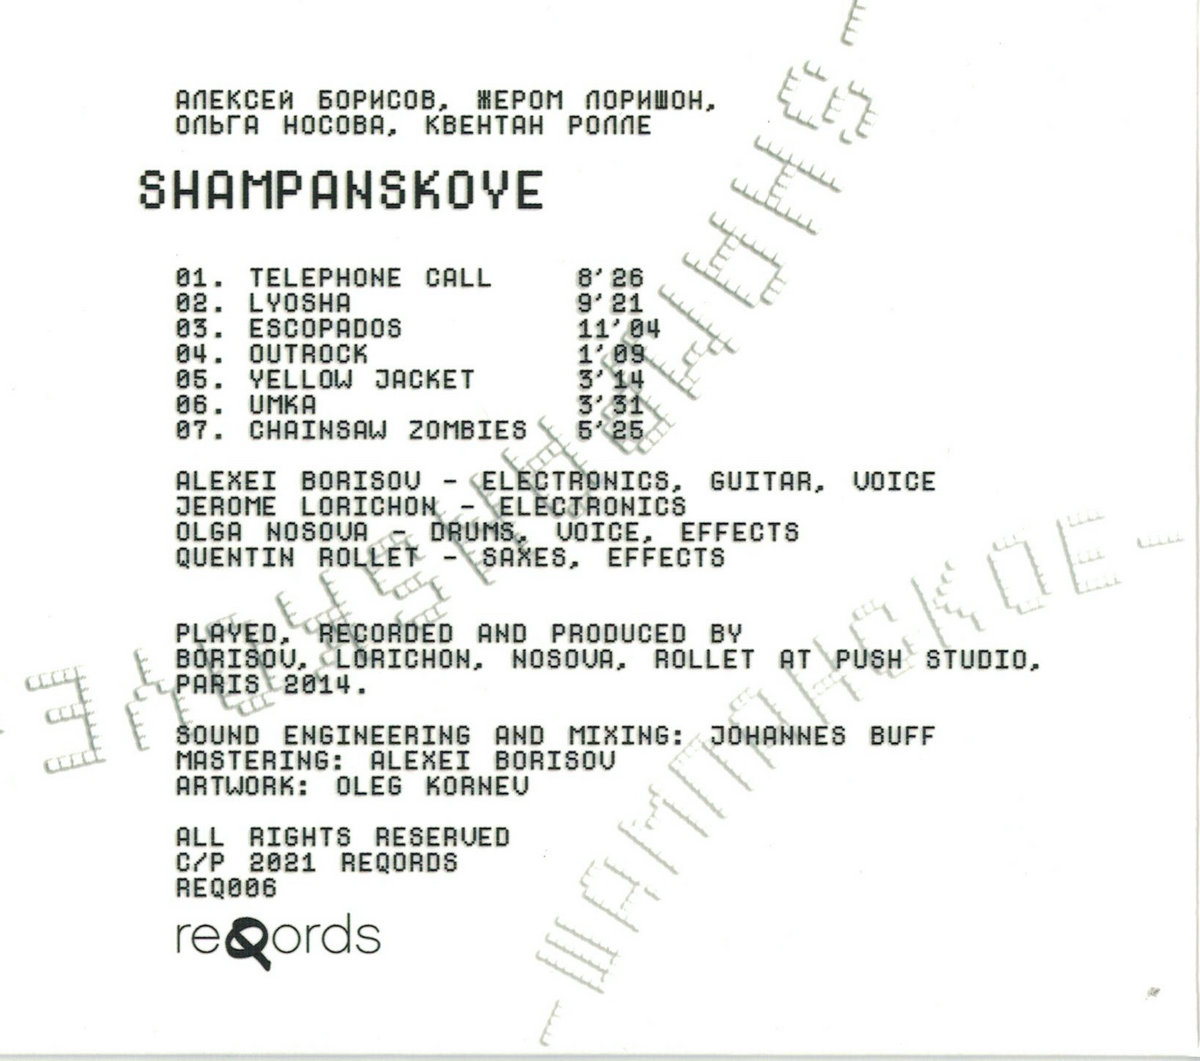 АЛЕКСЕЙ БОРИСОВ, ЖЕРОМ ЛОРИШОН,
ОЛЬГА НОСОВА, КВЕНТАН РОЛЛЕ
SHAMPANSKOYE
01. TELEPHONE CALL 8'26
02. LYOSHA 9'21
03. ESCOPADOS 11'04
04. OUTROCK 1'09
05. YELLOW JACKET 3'14
06. UMKA 3'31
07. CHAINSAW ZOMBIES 5'25
ALEXEI BORISOV - ELECTRONICS, GUITAR, VOICE
JEROME LORICHON - ELECTRONICS
OLGA NOSOVA - DRUMS, VOICE, EFFECTS
QUENTIN ROLLET - SAXES, EFFECTS
PLAYED, RECORDED AND PRODUCED BY
BORISOV, LORICHON, NOSOVA, ROLLET AT PUSH STUDIO,
PARIS 2014.
SOUND ENGINEERING AND MIXING: JOHANNES BUFF
MASTERING: ALEXEI BORISOV
ARTWORK: OLEG KORNEV
ALL RIGHTS RESERVED
C/P 2021 REQORDS
REQ006
reQords
-SHAMPANSKOYE-
-ШАМПАНСКОЕ-